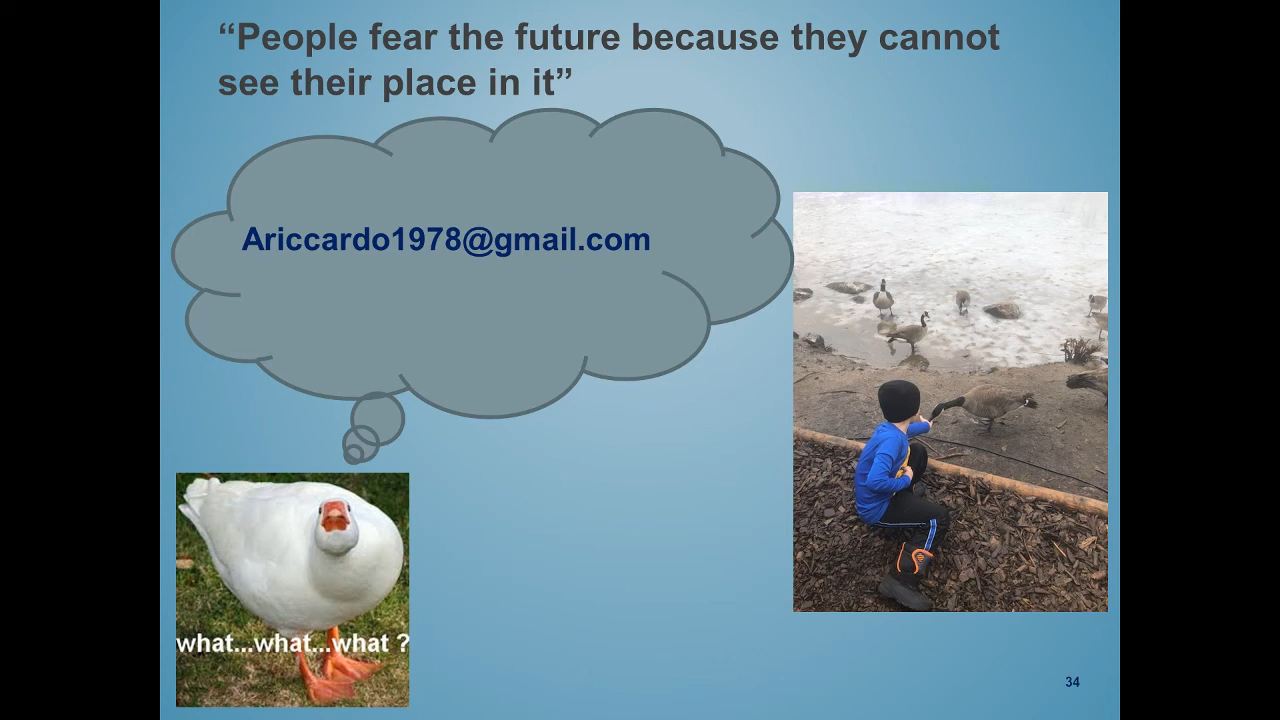 “People fear the future because they cannot
see their place in it”
Ariccardo1978@gmail.com
what...what...what ?
34